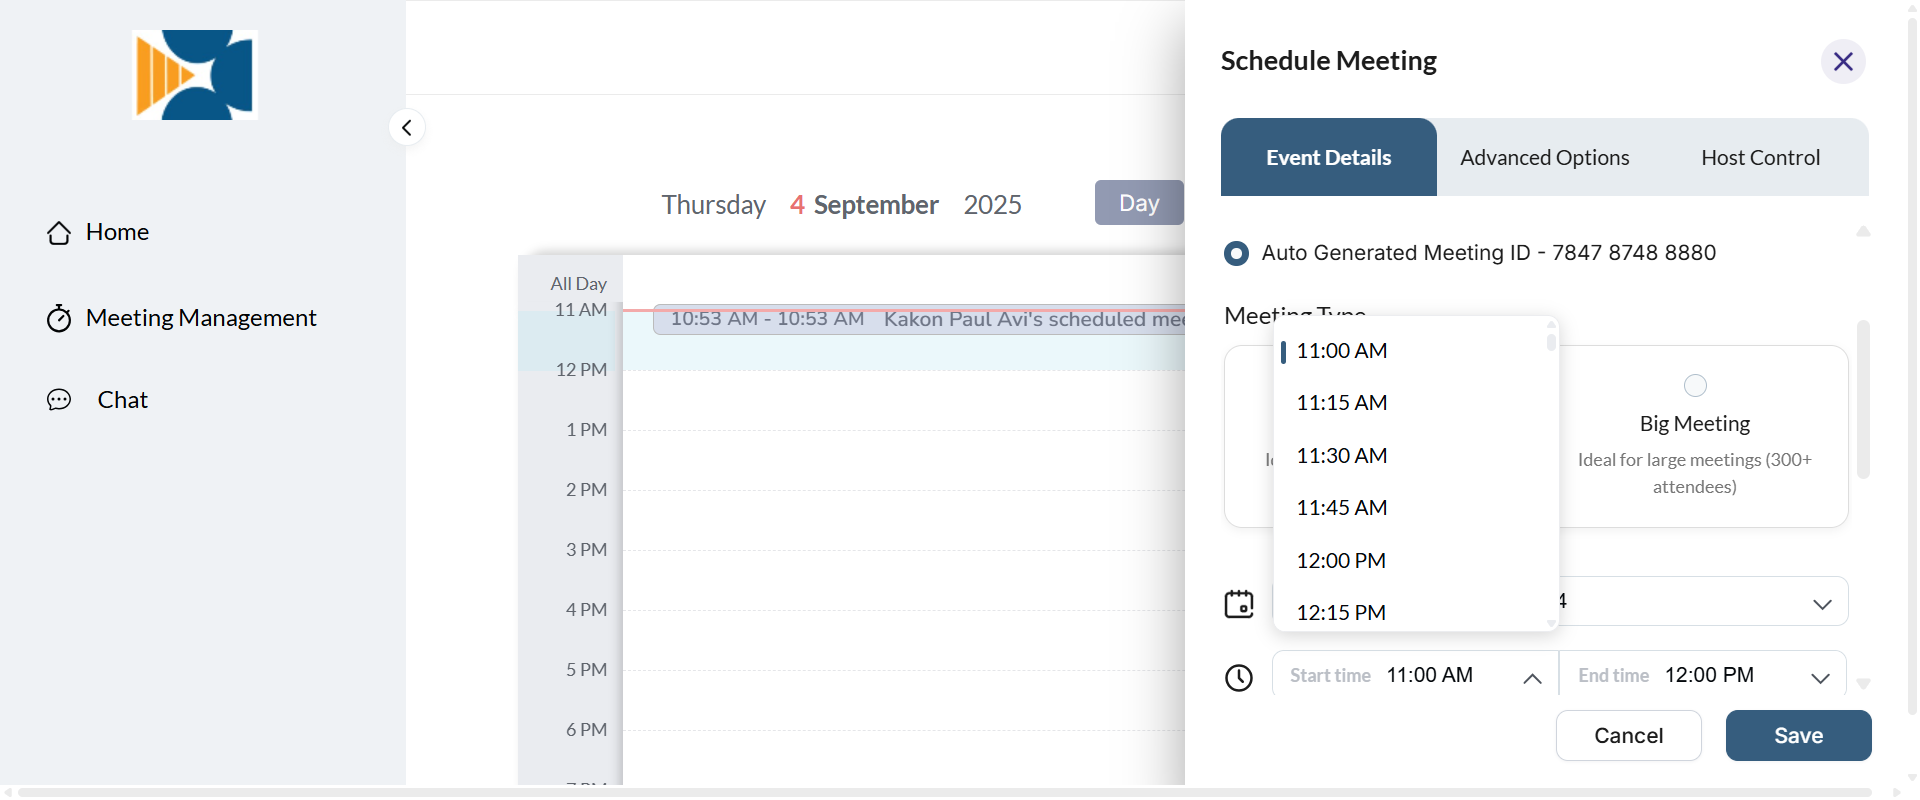 Schedule Meeting
Event Details
Advanced Options
Host Control
Home
Meeting Management
Chat
Thursday 4 September 2025
Day
All Day
11 AM
10:53 AM - 10:53 AM Kakon Paul Avi's scheduled
12 PM
1 PM
2 PM
3 PM
4 PM
5 PM
6 PM
Auto Generated Meeting ID - 7847 8748 8880
Meeting Type
11:00 AM
11:15 AM
11:30 AM
11:45 AM
12:00 PM
12:15 PM
Big Meeting
Ideal for large meetings (300+
attendees)
Start time 11:00 AM
End time 12:00 PM
Cancel
Save